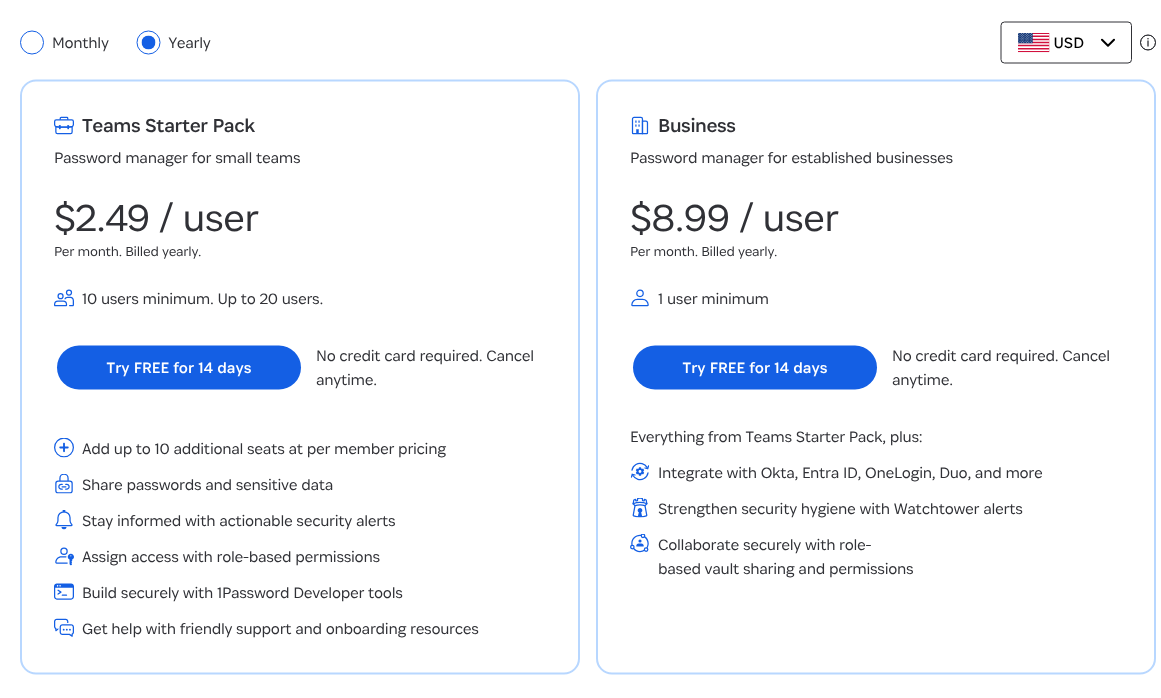 Monthly
Yearly
USD
Teams Starter Pack
Password manager for small teams
$2.49 / user
Per month. Billed yearly.
10 users minimum. Up to 20 users.
Try FREE for 14 days
No credit card required. Cancel
anytime.
Add up to 10 additional seats at per member pricing
Share passwords and sensitive data
Stay informed with actionable security alerts
Assign access with role-based permissions
Build securely with 1Password Developer tools
Get help with friendly support and onboarding resources
Business
Password manager for established businesses
$8.99 / user
Per month. Billed yearly.
1 user minimum
Try FREE for 14 days
No credit card required. Cancel
anytime.
Everything from Teams Starter Pack, plus:
Integrate with Okta, Entra ID, OneLogin, Duo, and more
Strengthen security hygiene with Watchtower alerts
Collaborate securely with role-
based vault sharing and permissions